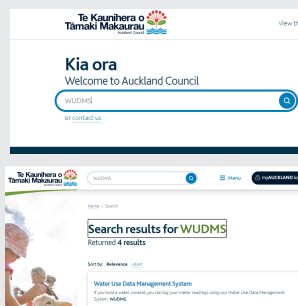 Te Kaunihera o
Tāmaki Makaurau
Auckland Council
View th
Kia ora
Welcome to Auckland Council
WUDMS
or contact us
Te Kaunihera o
Tāmaki Makaurau
WUDMS
Menu
myAUCKLAND lo
Home > Search
Search results for WUDMS
Returned 4 results
Sort by: Relevance Latest
Water Use Data Management System
If you hold a water consent you can log your meter readings using our Water Use Data Management
System. WUDMS.